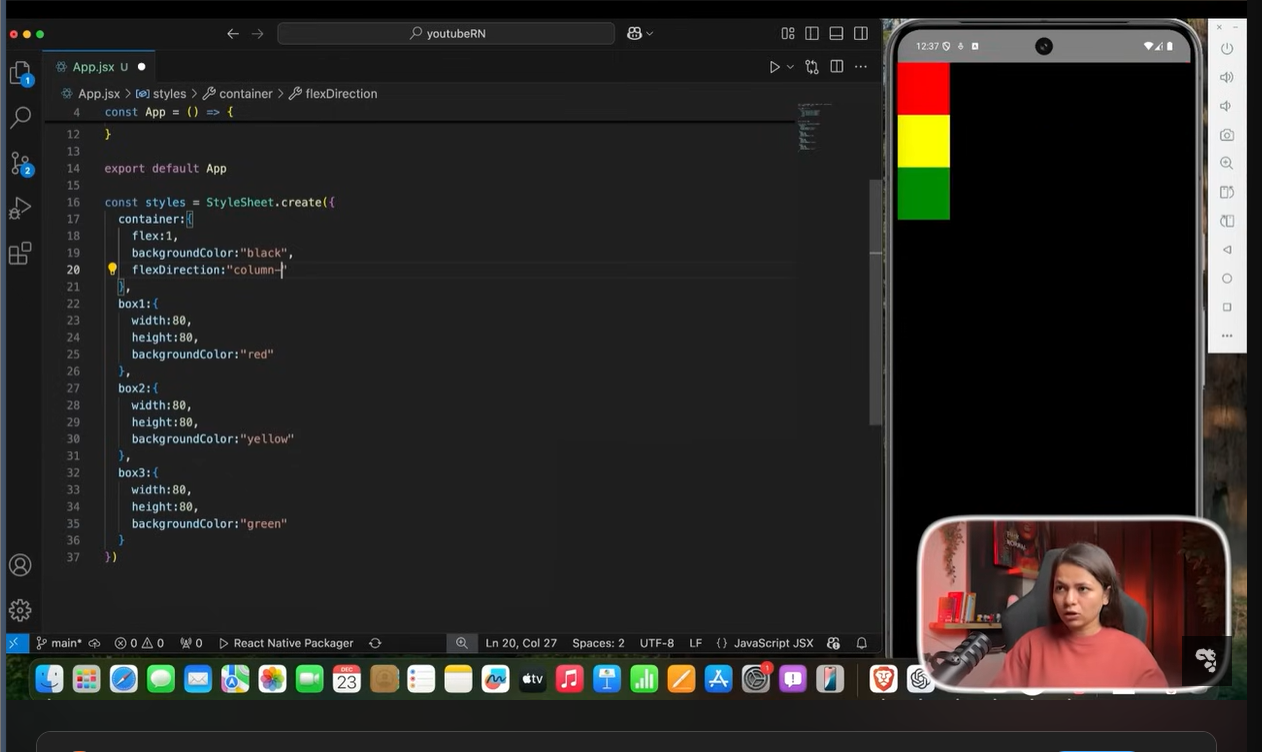 youtubeRN
App.jsx U
App.jsx > styles > container > flexDirection
4 const App = () => {
12 }
13
14 export default App
15
16 const styles = StyleSheet.create({
17 container:{
18 flex:1,
19 backgroundColor:"black",
20 flexDirection:"column-"
21 },
22 box1:{
23 width:80,
24 height:80,
25 backgroundColor:"red"
26 },
27 box2:{
28 width:80,
29 height:80,
30 backgroundColor:"yellow"
31 },
32 box3:{
33 width:80,
34 height:80,
35 backgroundColor:"green"
36 }
37 })
1
2
main* 0 0 0 React Native Packager Ln 20, Col 27 Spaces: 2 UTF-8 LF { } JavaScript JSX
12:37
DEC
23
tv
1